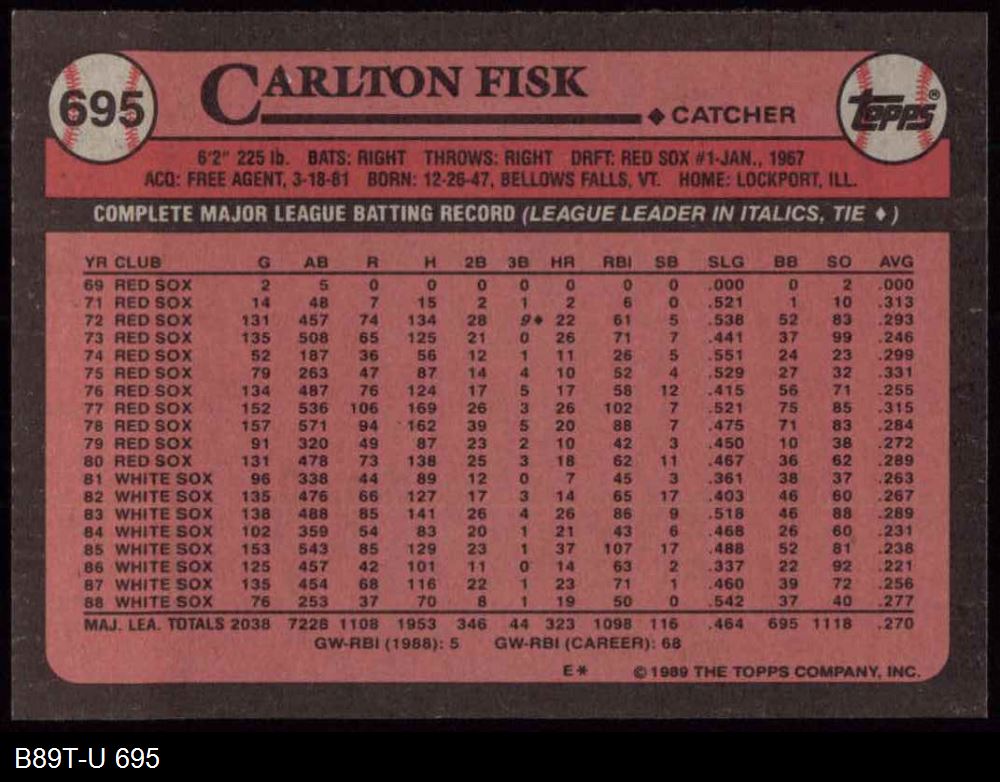 695
CARLTON FISK
♦ CATCHER
TOPPS®
6'2" 225 lb. BATS: RIGHT THROWS: RIGHT DRFT: RED SOX #1-JAN., 1967
ACQ: FREE AGENT, 3-18-81 BORN: 12-26-47, BELLOWS FALLS, VT. HOME: LOCKPORT, ILL.
COMPLETE MAJOR LEAGUE BATTING RECORD (LEAGUE LEADER IN ITALICS, TIE ♦ )
YR CLUB G AB R H 2B 3B HR RBI SB SLG BB SO AVG
69 RED SOX 2 5 0 0 0 0 0 0 0 .000 0 2 .000
71 RED SOX 14 48 7 15 2 1 2 6 0 .521 1 10 .313
72 RED SOX 131 457 74 134 28 9♦ 22 61 5 .538 52 83 .293
73 RED SOX 135 508 65 125 21 0 26 71 7 .441 37 99 .246
74 RED SOX 52 187 36 56 12 1 11 26 5 .551 24 23 .299
75 RED SOX 79 263 47 87 14 4 10 52 4 .529 27 32 .331
76 RED SOX 134 487 76 124 17 5 17 58 12 .415 56 71 .255
77 RED SOX 152 536 106 169 26 3 26 102 7 .521 75 85 .315
78 RED SOX 157 571 94 162 39 5 20 88 7 .475 71 83 .284
79 RED SOX 91 320 49 87 23 2 10 42 3 .450 10 38 .272
80 RED SOX 131 478 73 138 25 3 18 62 11 .467 36 62 .289
81 WHITE SOX 96 338 44 89 12 0 7 45 3 .361 38 37 .263
82 WHITE SOX 135 476 66 127 17 3 14 65 17 .403 46 60 .267
83 WHITE SOX 138 488 85 141 26 4 26 86 9 .518 46 88 .289
84 WHITE SOX 102 359 54 83 20 1 21 43 6 .468 26 60 .231
85 WHITE SOX 153 543 85 129 23 1 37 107 17 .488 52 81 .238
86 WHITE SOX 125 457 42 101 11 0 14 63 2 .337 22 92 .221
87 WHITE SOX 135 454 68 116 22 1 23 71 1 .460 39 72 .256
88 WHITE SOX 76 253 37 70 8 1 19 50 0 .542 37 40 .277
MAJ. LEA. TOTALS 2038 7228 1108 1953 346 44 323 1098 116 .464 695 1118 .270
GW-RBI (1988): 5 GW-RBI (CAREER): 68
E* © 1989 THE TOPPS COMPANY, INC.
B89T-U 695